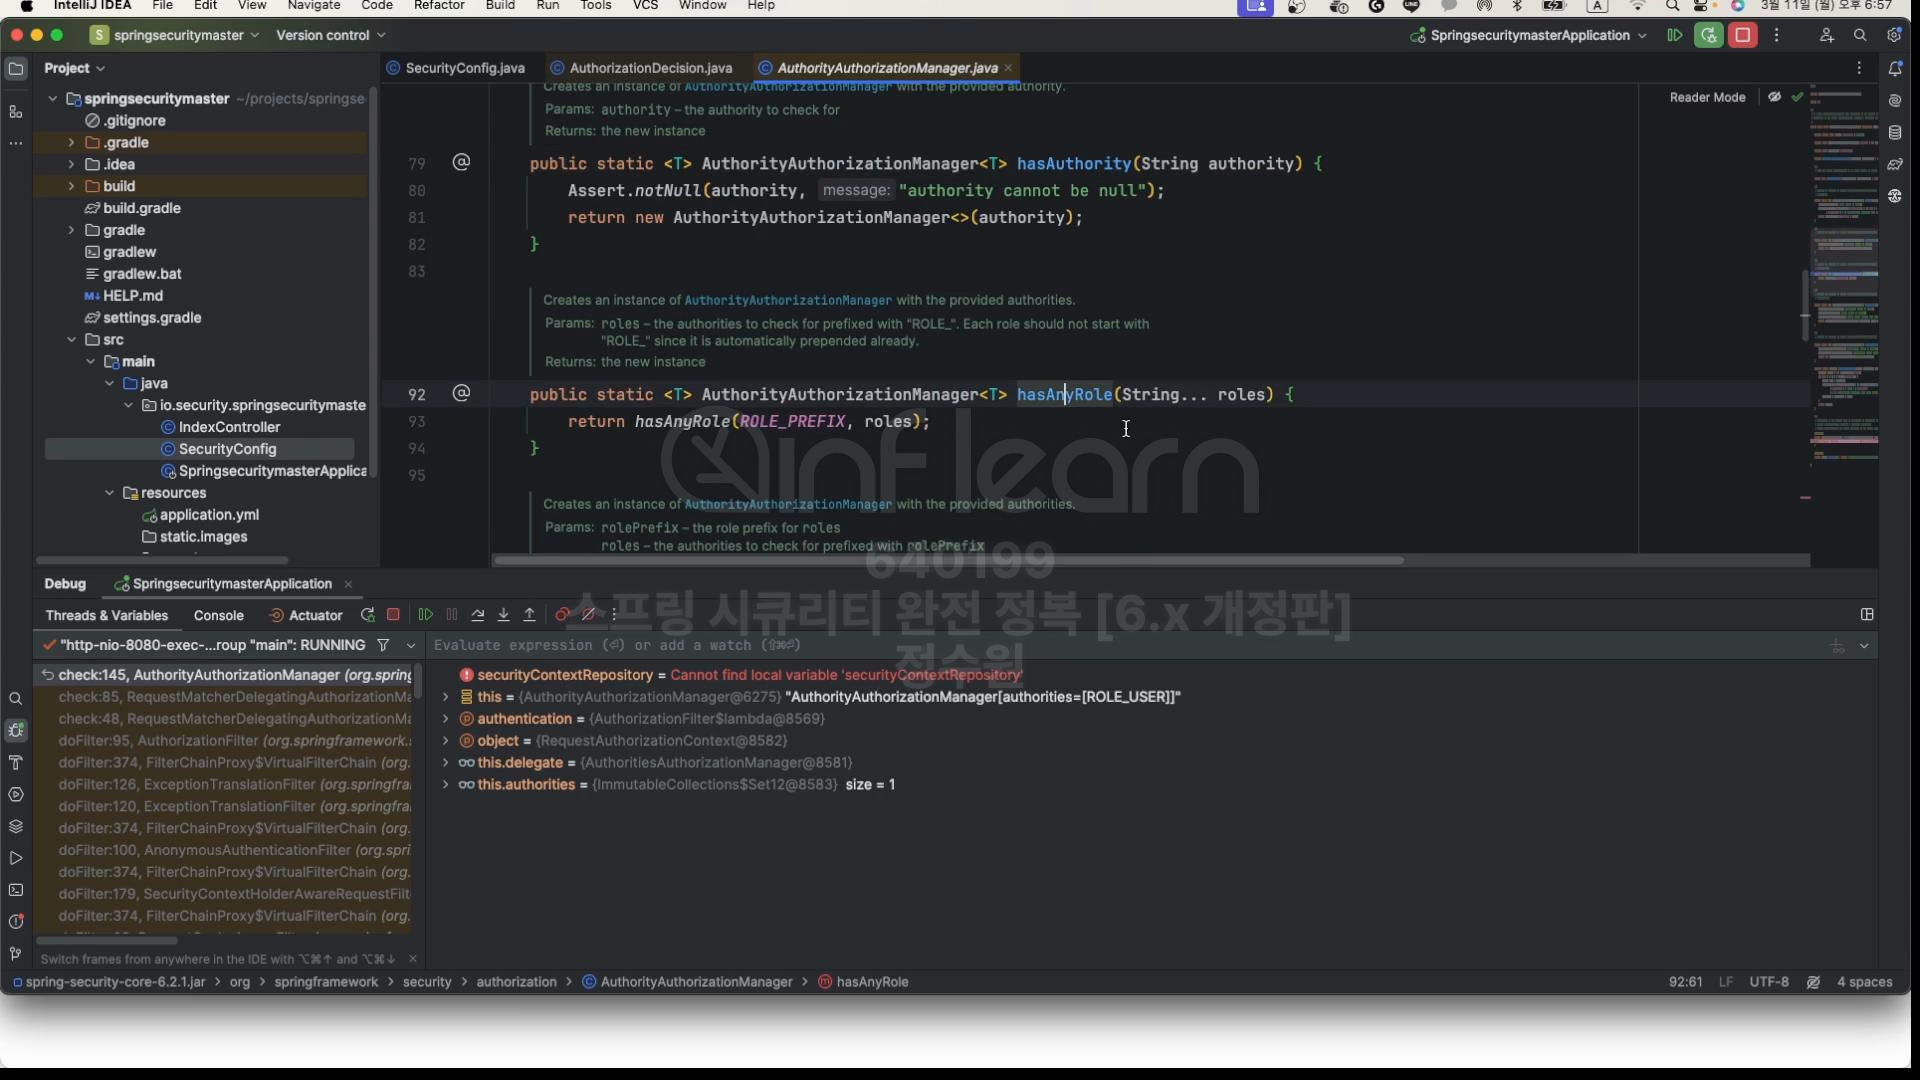 IntelliJ IDEA File Edit View Navigate Code Refactor Build Run Tools VCS Window Help
A 3월 11일 (월) 오후 6:57
S springsecuritymaster Version control SpringsecuritymasterApplication
Project SecurityConfig.java AuthorizationDecision.java AuthorityAuthorizationManager.java
springsecuritymaster ~/projects/springse
.gitignore
.gradle
.idea
build
build.gradle
gradle
gradlew
gradlew.bat
HELP.md
settings.gradle
src
main
java
io.security.springsecuritymaste
IndexController
SecurityConfig
SpringsecuritymasterApplica
resources
application.yml
static.images
Reader Mode
Creates an instance of AuthorityAuthorizationManager with the provided authority.
Params: authority – the authority to check for
Returns: the new instance
79 public static <T> AuthorityAuthorizationManager<T> hasAuthority(String authority) {
80 Assert.notNull(authority, message: "authority cannot be null");
81 return new AuthorityAuthorizationManager<>(authority);
82 }
83
Creates an instance of AuthorityAuthorizationManager with the provided authorities.
Params: roles – the authorities to check for prefixed with "ROLE_". Each role should not start with
"ROLE_" since it is automatically prepended already.
Returns: the new instance
92 public static <T> AuthorityAuthorizationManager<T> hasAnyRole(String... roles) {
93 return hasAnyRole(ROLE_PREFIX, roles);
94 }
95
Creates an instance of AuthorityAuthorizationManager with the provided authorities.
Params: rolePrefix – the role prefix for roles
roles – the authorities to check for prefixed with rolePrefix
inflearn
640199
스프링 시큐리티 완전 정복 [6.x 개정판]
정수원
Debug SpringsecuritymasterApplication
Threads & Variables Console Actuator
"http-nio-8080-exec-...roup "main": RUNNING
Evaluate expression (⏎) or add a watch (⇧⌘⏎)
check:145, AuthorityAuthorizationManager (org.spring
check:85, RequestMatcherDelegatingAuthorizationMa
check:48, RequestMatcherDelegatingAuthorizationMa
doFilter:95, AuthorizationFilter (org.springframework.
doFilter:374, FilterChainProxy$VirtualFilterChain (org.
doFilter:126, ExceptionTranslationFilter (org.springfra
doFilter:120, ExceptionTranslationFilter (org.springfra
doFilter:374, FilterChainProxy$VirtualFilterChain (org.
doFilter:100, AnonymousAuthenticationFilter (org.spri
doFilter:374, FilterChainProxy$VirtualFilterChain (org.
doFilter:179, SecurityContextHolderAwareRequestFilt
doFilter:374, FilterChainProxy$VirtualFilterChain (org.
securityContextRepository = Cannot find local variable 'securityContextRepository'
this = {AuthorityAuthorizationManager@6275} "AuthorityAuthorizationManager[authorities=[ROLE_USER]]"
authentication = {AuthorizationFilter$lambda@8569}
object = {RequestAuthorizationContext@8582}
this.delegate = {AuthoritiesAuthorizationManager@8581}
this.authorities = {ImmutableCollections$Set12@8583} size = 1
Switch frames from anywhere in the IDE with ⌥⌘↑ and ⌥⌘↓
spring-security-core-6.2.1.jar > org > springframework > security > authorization > AuthorityAuthorizationManager > hasAnyRole
92:61 LF UTF-8 4 spaces